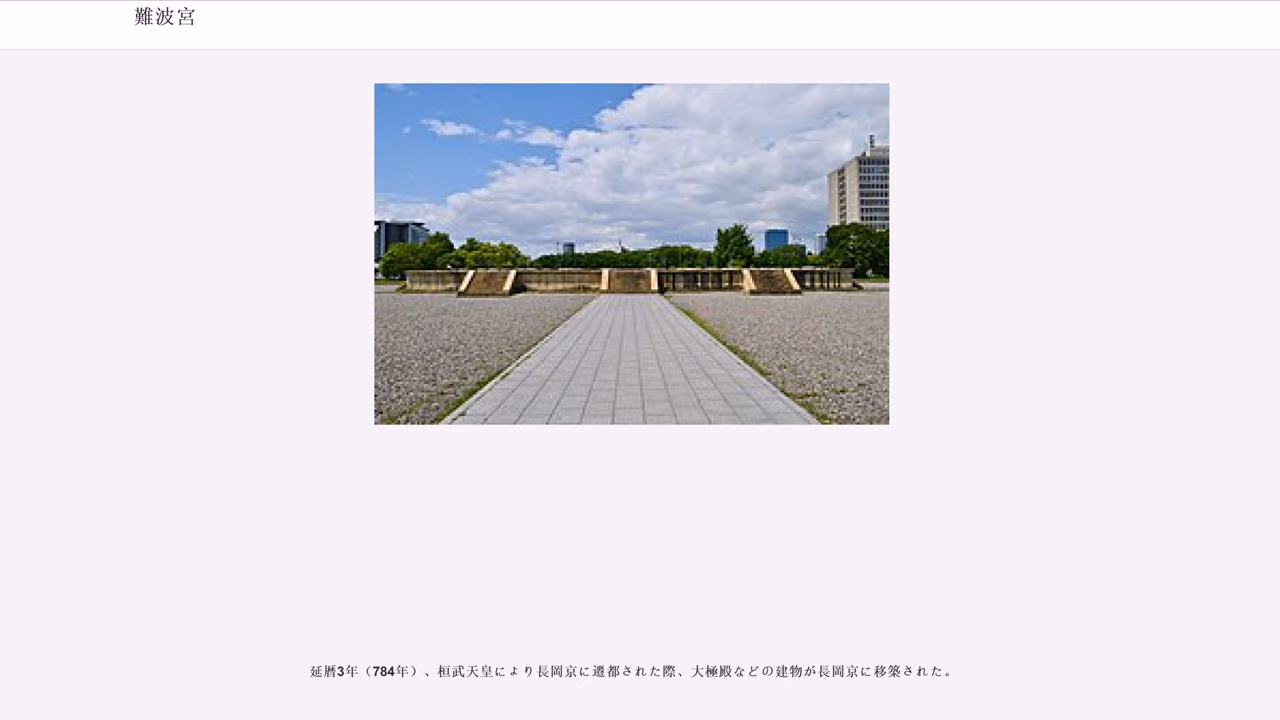 難波宮
延暦3年（784年）、桓武天皇により長岡京に遷都された際、大極殿などの建物が長岡京に移築された。